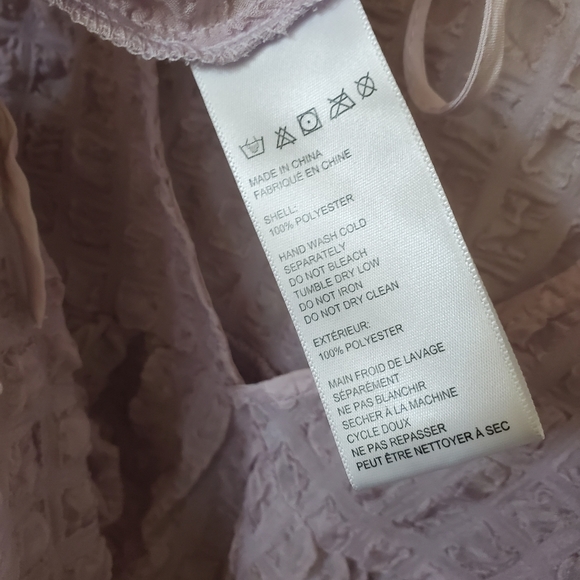 MADE IN CHINA
FABRIQUE EN CHINE
SHELL:
100% POLYESTER
HAND WASH COLD
SEPARATELY
DO NOT BLEACH
TUMBLE DRY LOW
DO NOT IRON
DO NOT DRY CLEAN
EXTÉRIEUR:
100% POLYESTER
MAIN FROID DE LAVAGE
SÉPARÉMENT
NE PAS BLANCHIR
SECHER À LA MACHINE
CYCLE DOUX
NE PAS REPASSER
PEUT ÊTRE NETTOYER À SEC